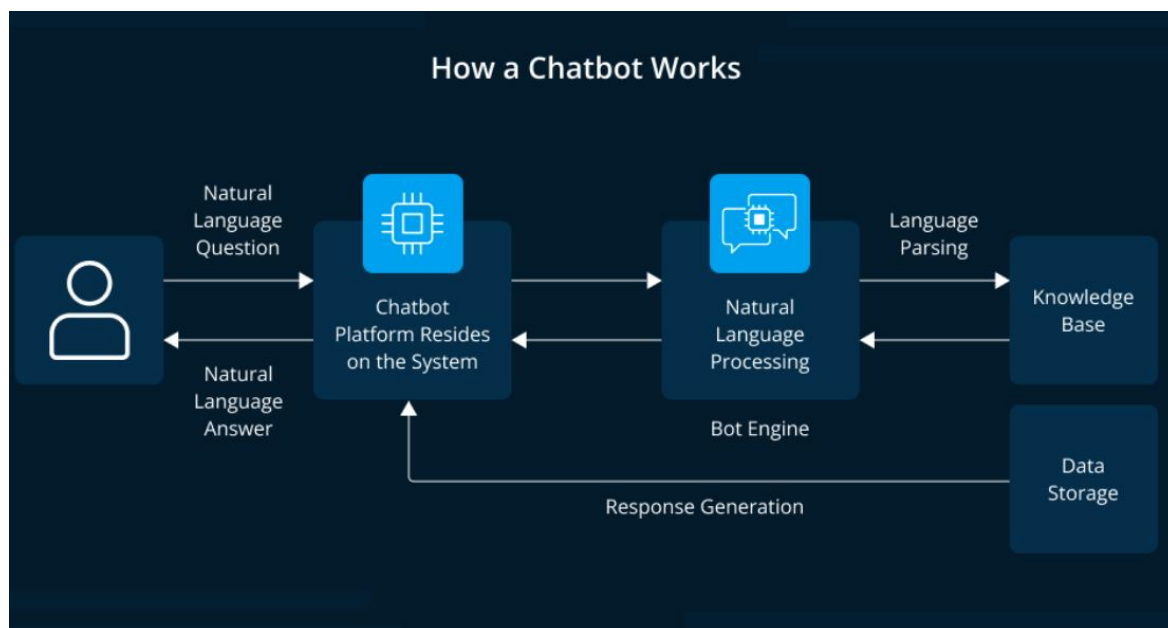 How a Chatbot Works
Natural
Language
Question
Natural
Language
Answer
Chatbot
Platform Resides
on the System
Natural
Language
Processing
Bot Engine
Language
Parsing
Knowledge
Base
Data
Storage
Response Generation